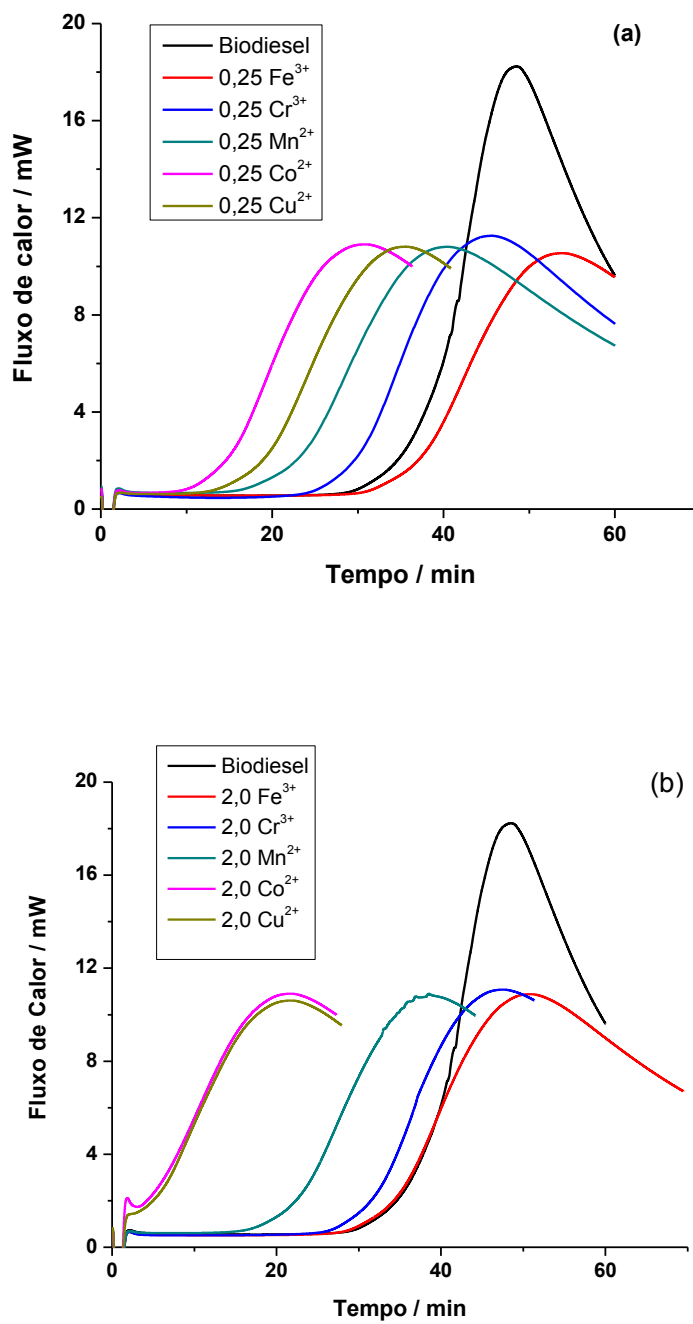 (a)
Biodiesel
0,25 Fe³⁺
0,25 Cr³⁺
0,25 Mn²⁺
0,25 Co²⁺
0,25 Cu²⁺
Fluxo de calor / mW
20
16
12
8
4
0
0 20 40 60
Tempo / min
(b)
Biodiesel
2,0 Fe³⁺
2,0 Cr³⁺
2,0 Mn²⁺
2,0 Co²⁺
2,0 Cu²⁺
Fluxo de Calor / mW
20
16
12
8
4
0
0 20 40 60
Tempo / min